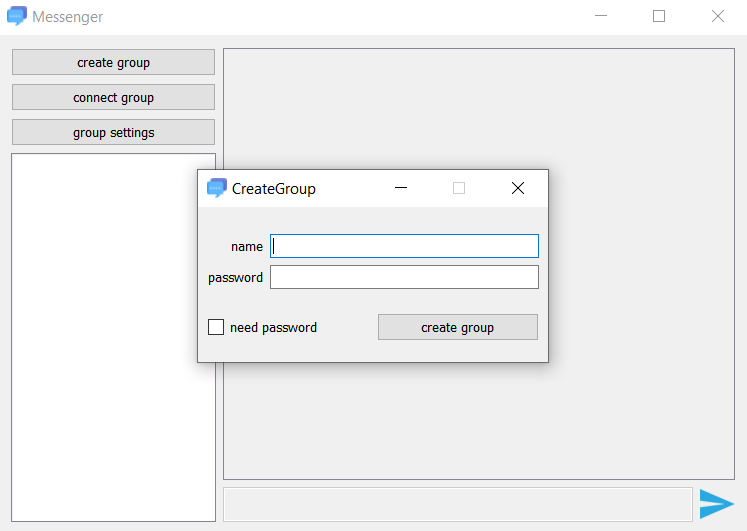 Messenger
create group
connect group
group settings
CreateGroup
name
password
need password
create group